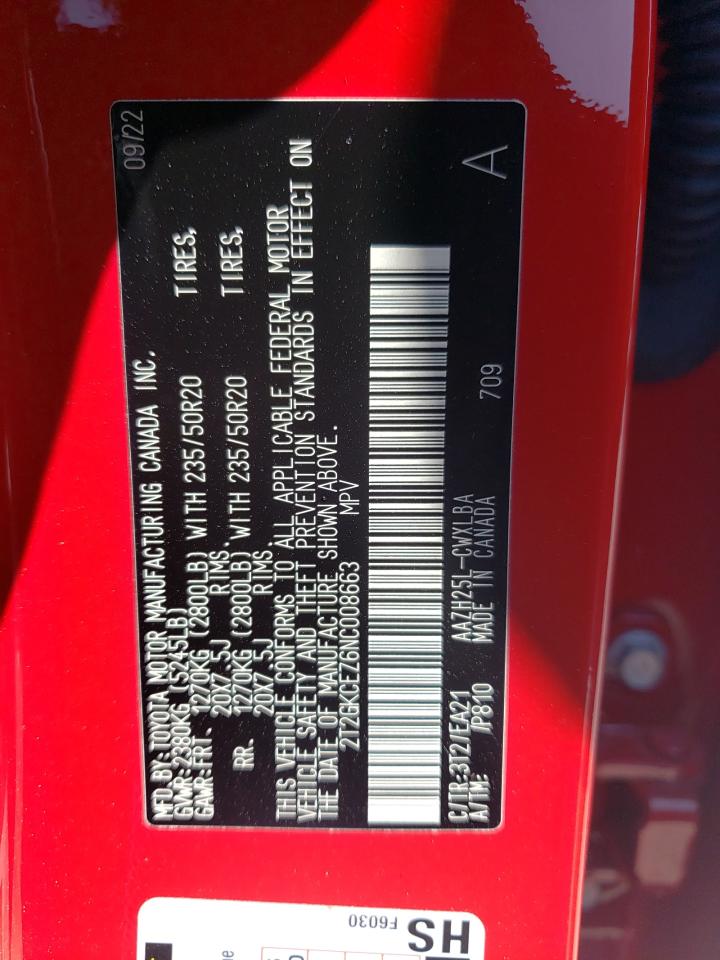 MFD.BY:TOYOTA MOTOR MANUFACTURING CANADA INC. 09/22
GVWR:2380KG (5245LB)
GAWR:FRT. 1270KG (2800LB) WITH 235/50R20 TIRES,
20X7.5J RIMS.
RR. 1270KG (2800LB) WITH 235/50R20 TIRES,
20X7.5J RIMS.
THIS VEHICLE CONFORMS TO ALL APPLICABLE FEDERAL MOTOR
VEHICLE SAFETY AND THEFT PREVENTION STANDARDS IN EFFECT ON
THE DATE OF MANUFACTURE SHOWN ABOVE.
2T2GKCEZ6NC008663 MPV
C/TR:3T2/EA21 AAZH25L-CWXLBA
A/TM: /P810 MADE IN CANADA 709 A
HS
F6030